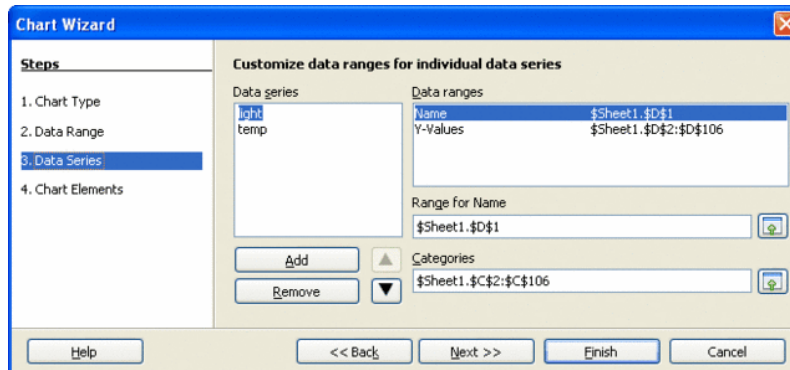 Chart Wizard
Steps
1. Chart Type
2. Data Range
3. Data Series
4. Chart Elements
Customize data ranges for individual data series
Data series
light
temp
Data ranges
Name $Sheet1.$D$1
Y-Values $Sheet1.$D$2:$D$106
Range for Name
$Sheet1.$D$1
Add
Remove
Categories
$Sheet1.$C$2:$C$106
Help
<< Back
Next >>
Finish
Cancel